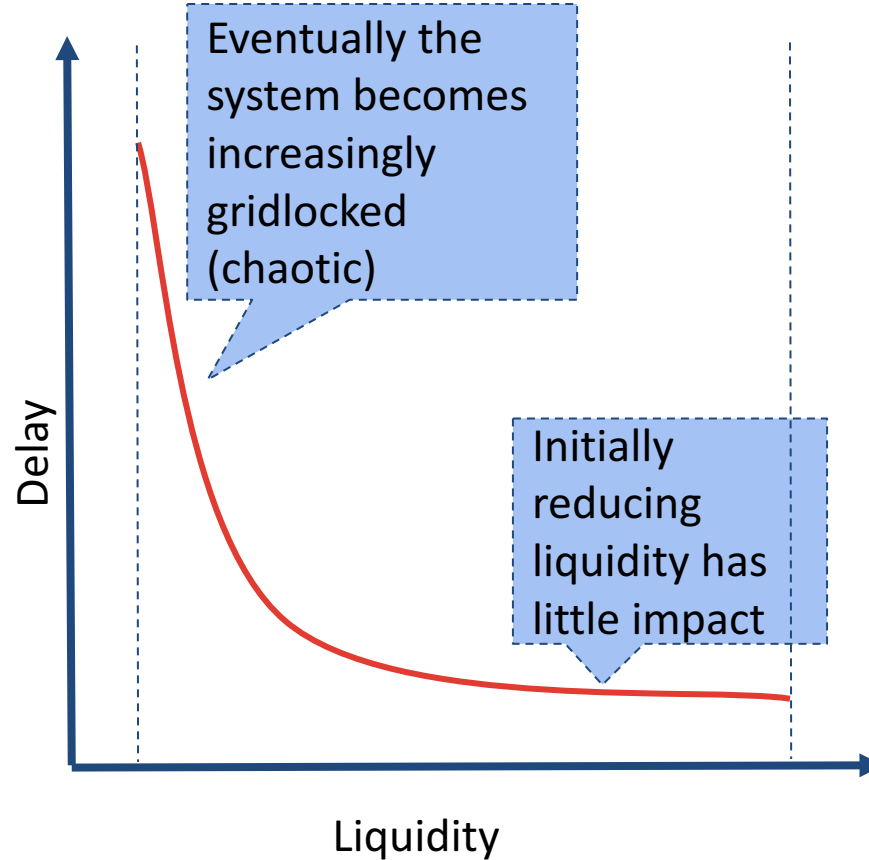 Eventually the
system becomes
increasingly
gridlocked
(chaotic)
Delay
Initially
reducing
liquidity has
little impact
Liquidity